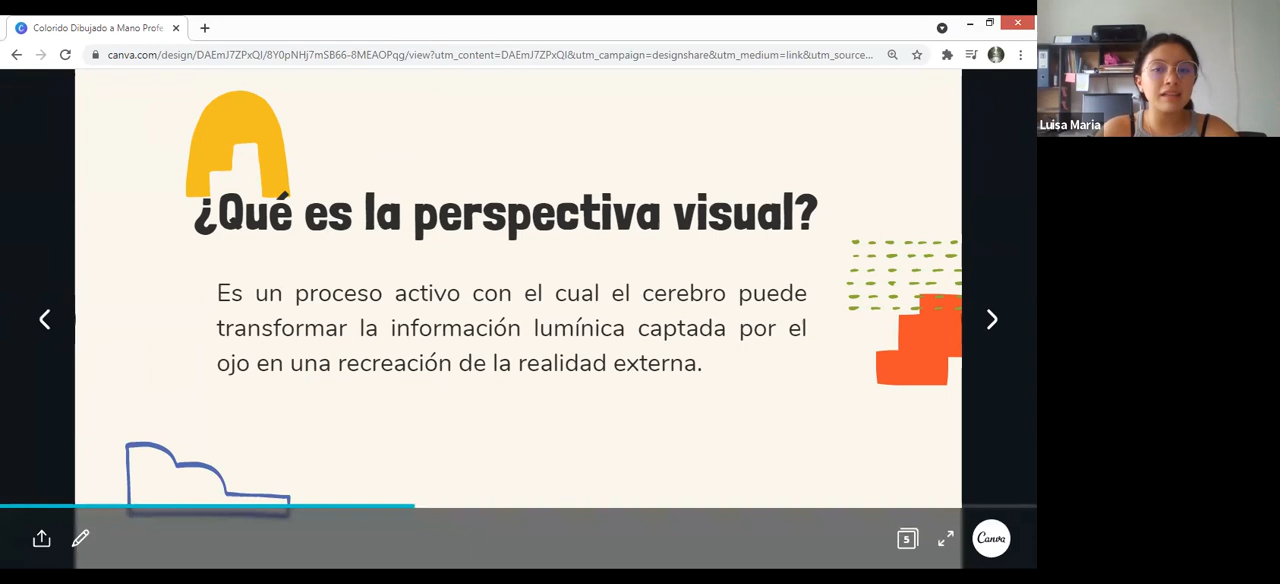 Colorido Dibujado a Mano Profe
canva.com/design/DAEmJ7ZPxQI/8Y0pNHj7mSB66-8MEAOPqg/view?utm_content=DAEmJ7ZPxQI&utm_campaign=designshare&utm_medium=link&utm_source...
Luisa Maria
¿Qué es la perspectiva visual?
Es un proceso activo con el cual el cerebro puede
transformar la información lumínica captada por el
ojo en una recreación de la realidad externa.
5
Canva